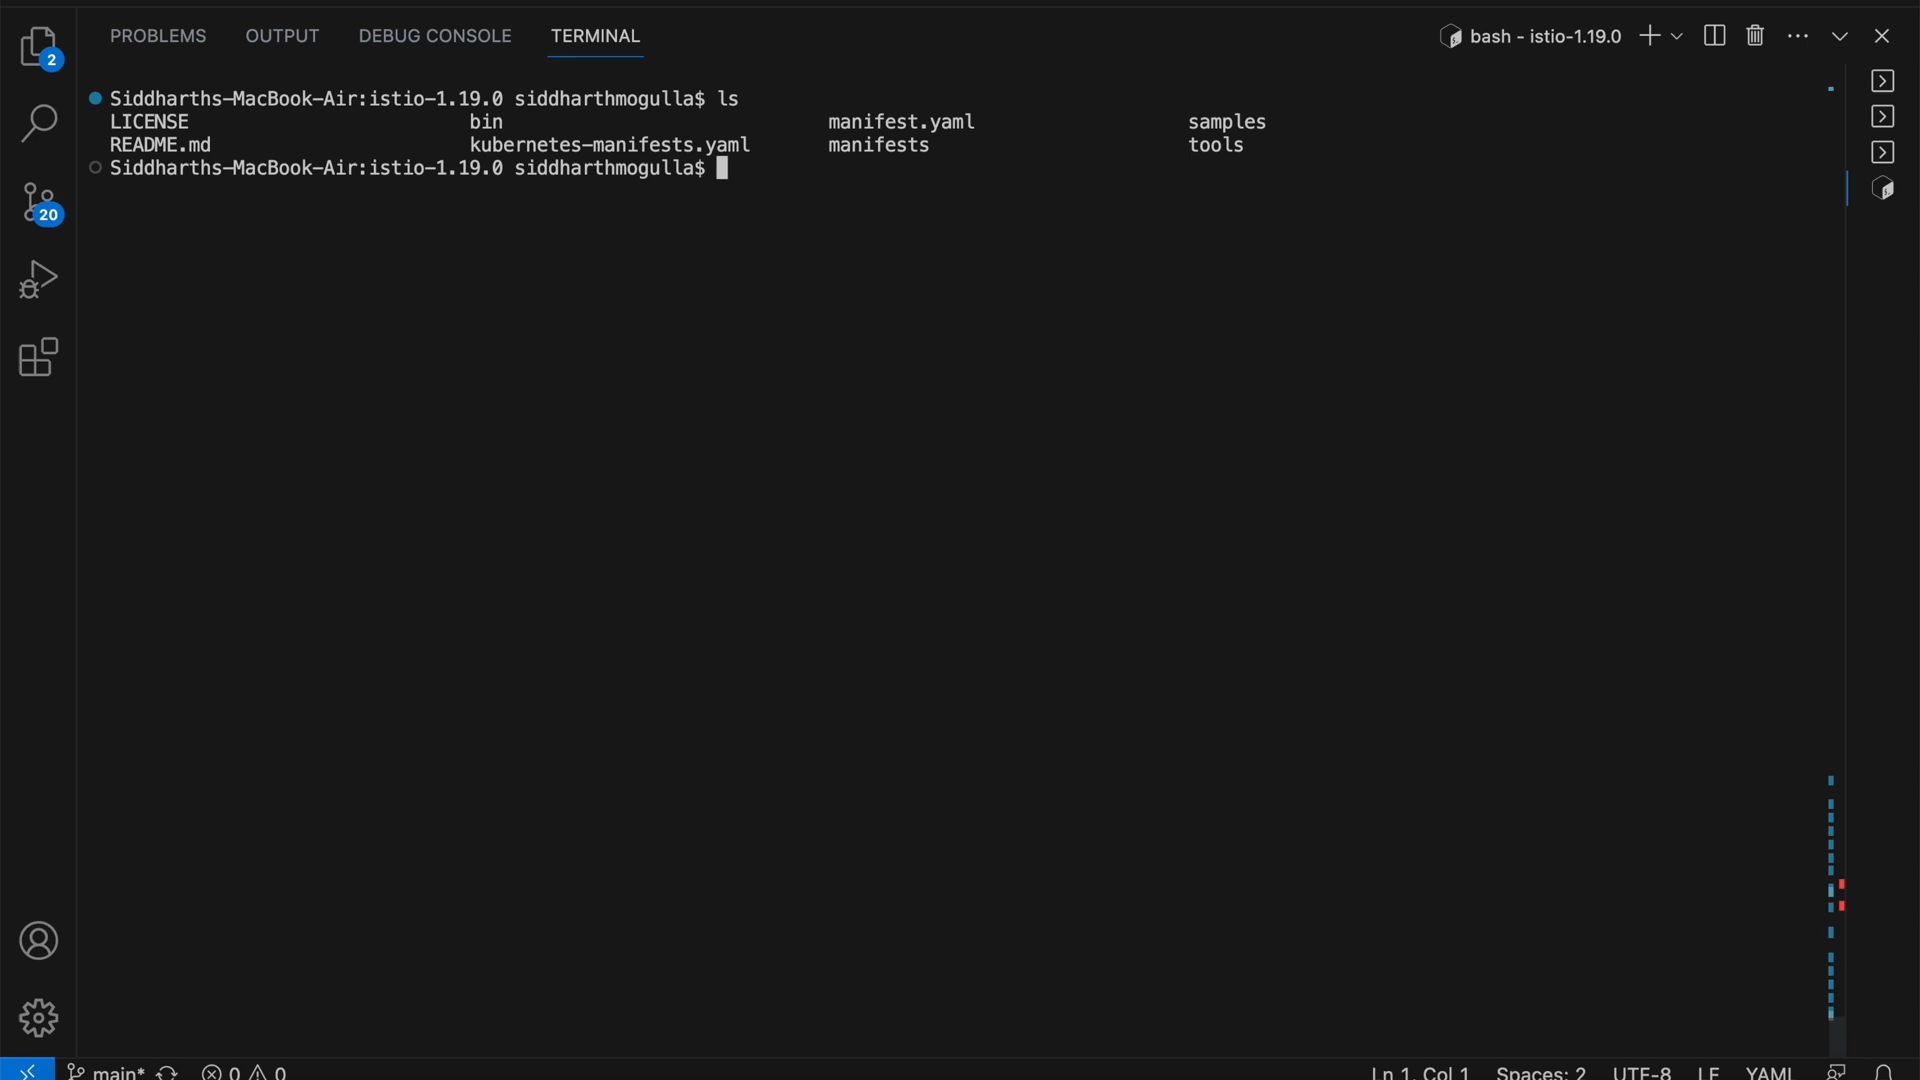 PROBLEMS OUTPUT DEBUG CONSOLE TERMINAL bash - istio-1.19.0
2
Siddharths-MacBook-Air:istio-1.19.0 siddharthmogulla$ ls
LICENSE bin manifest.yaml samples
README.md kubernetes-manifests.yaml manifests tools
Siddharths-MacBook-Air:istio-1.19.0 siddharthmogulla$
20
main* 0 0 Ln 1, Col 1 Spaces: 2 UTF-8 LF YAML